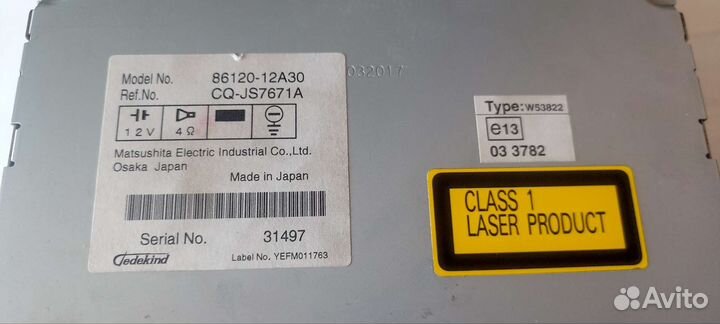 Model No. 86120-12A30
Ref.No. CQ-JS7671A
12V 4Ω
Matsushita Electric Industrial Co.,Ltd.
Osaka Japan
Made in Japan
Serial No. 31497
Jedekind Label No. YEFM011763
032017
Type: W53822
e13
03 3782
CLASS 1
LASER PRODUCT
Avito